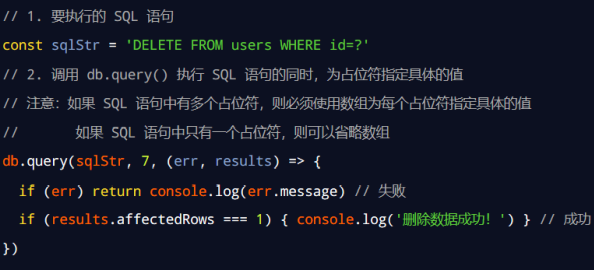 // 1. 要执行的 SQL 语句
const sqlStr = 'DELETE FROM users WHERE id=?'
// 2. 调用 db.query() 执行 SQL 语句的同时，为占位符指定具体的值
// 注意：如果 SQL 语句中有多个占位符，则必须使用数组为每个占位符指定具体的值
//       如果 SQL 语句中只有一个占位符，则可以省略数组
db.query(sqlStr, 7, (err, results) => {
  if (err) return console.log(err.message) // 失败
  if (results.affectedRows === 1) { console.log('删除数据成功！') } // 成功
})